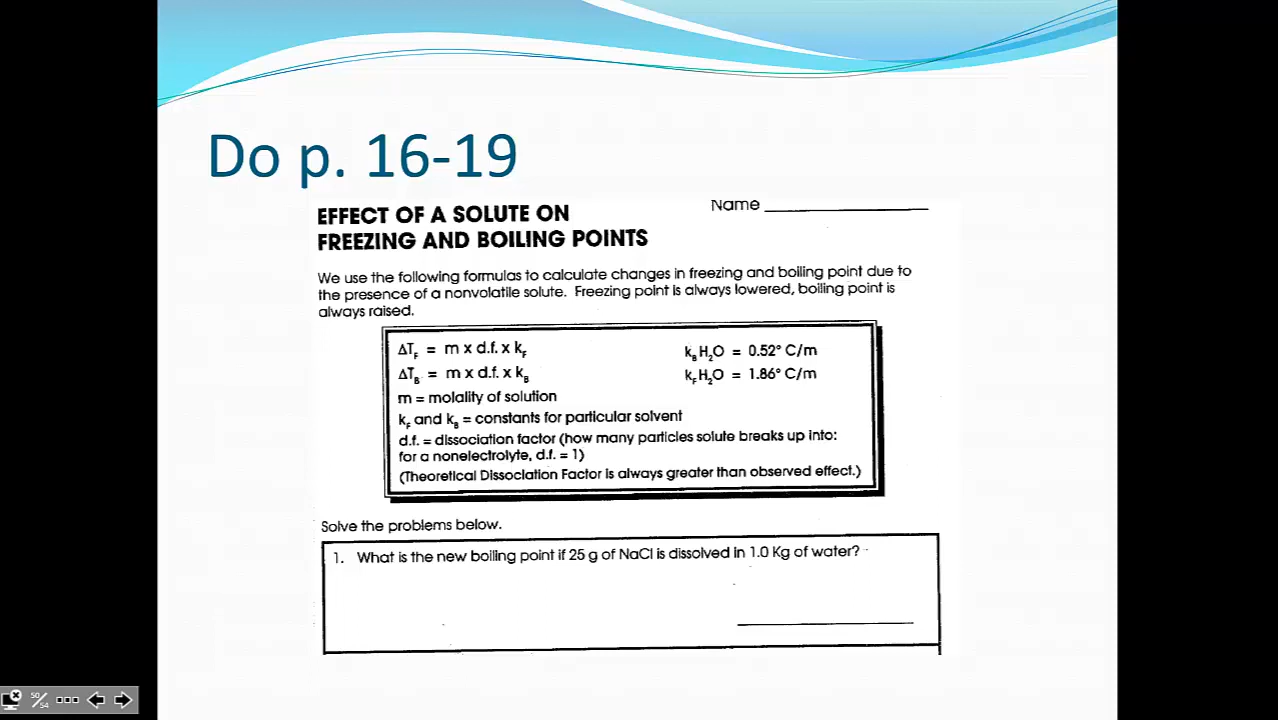 Do p. 16-19
Name
EFFECT OF A SOLUTE ON
FREEZING AND BOILING POINTS
We use the following formulas to calculate changes in freezing and boiling point due to
the presence of a nonvolatile solute. Freezing point is always lowered, boiling point is
always raised.
ΔT_F = m x d.f. x k_F
k_B H₂O = 0.52° C/m
ΔT_B = m x d.f. x k_B
k_F H₂O = 1.86° C/m
m = molality of solution
k_F and k_B = constants for particular solvent
d.f. = dissociation factor (how many particles solute breaks up into:
for a nonelectrolyte, d.f. = 1)
(Theoretical Dissociation Factor is always greater than observed effect.)
Solve the problems below.
1. What is the new boiling point if 25 g of NaCl is dissolved in 1.0 Kg of water?
50/54